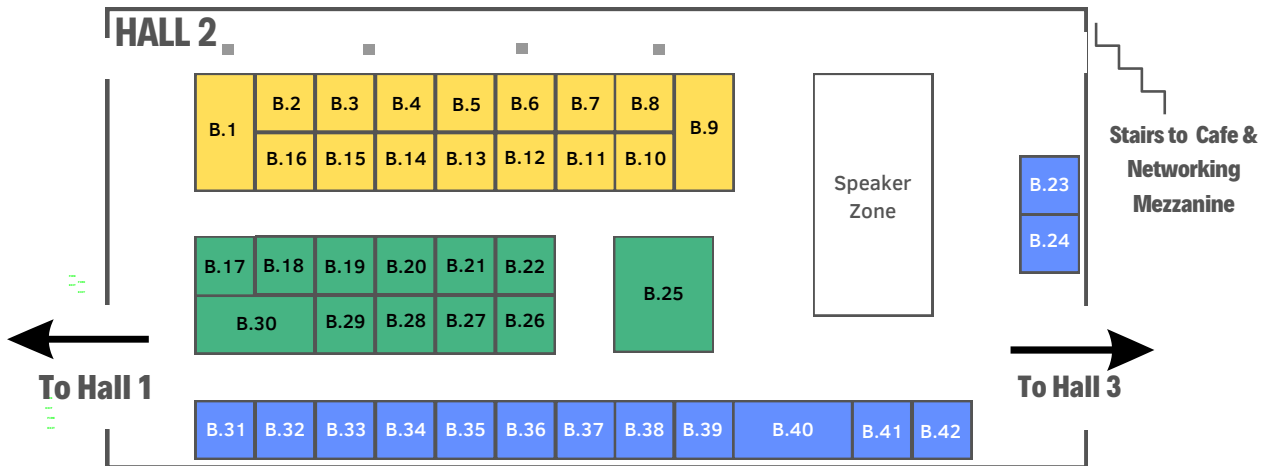 HALL 2
B.1
B.2
B.3
B.4
B.5
B.6
B.7
B.8
B.9
B.16
B.15
B.14
B.13
B.12
B.11
B.10
Speaker
Zone
Stairs to Cafe &
Networking
Mezzanine
B.23
B.24
B.17
B.18
B.19
B.20
B.21
B.22
B.25
B.30
B.29
B.28
B.27
B.26
To Hall 1
To Hall 3
B.31
B.32
B.33
B.34
B.35
B.36
B.37
B.38
B.39
B.40
B.41
B.42